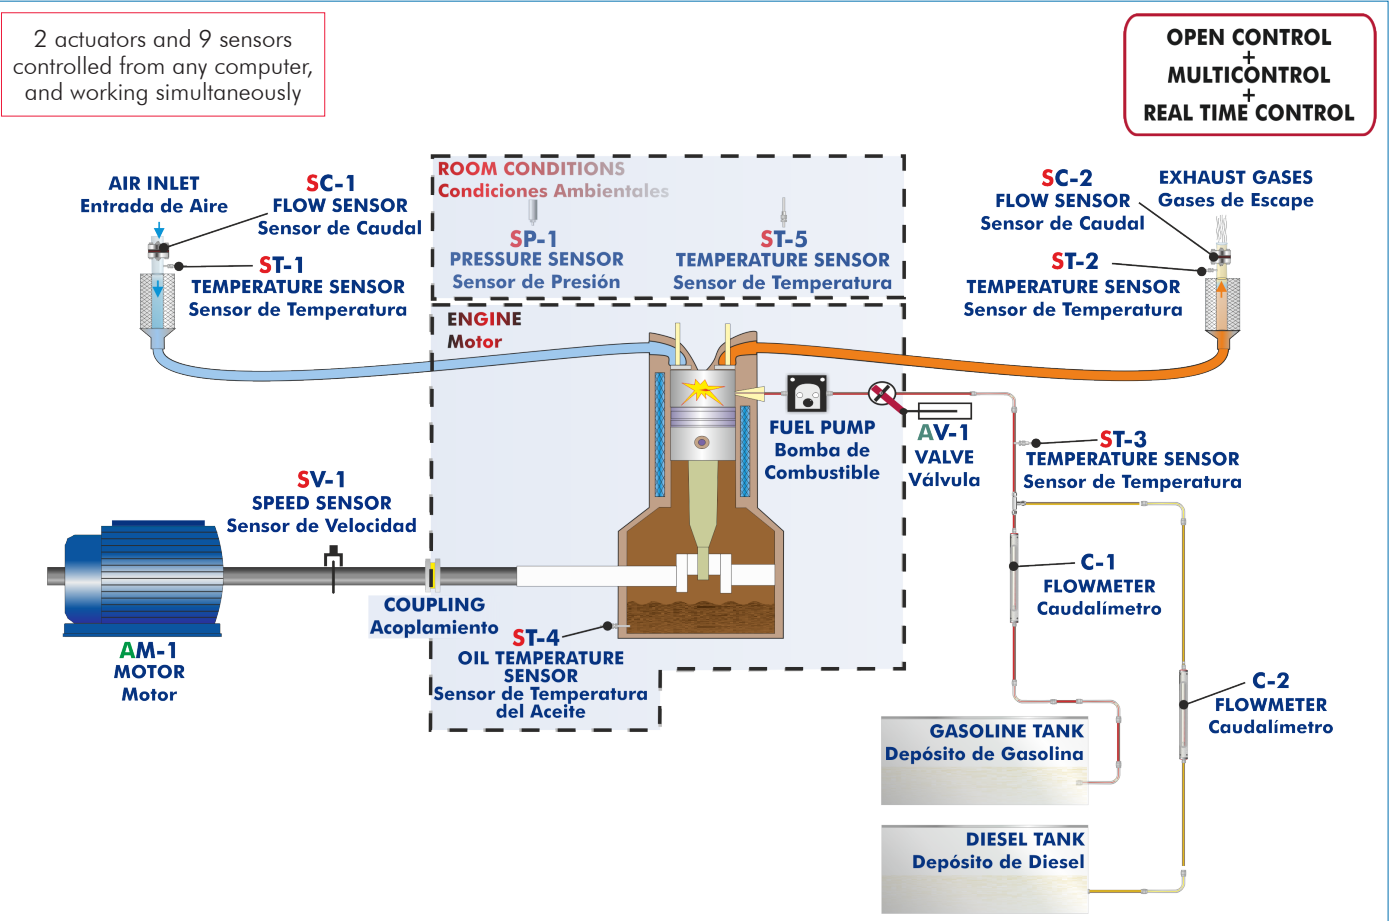 2 actuators and 9 sensors
controlled from any computer,
and working simultaneously
OPEN CONTROL
+
MULTICONTROL
+
REAL TIME CONTROL
AIR INLET
Entrada de Aire
SC-1
FLOW SENSOR
Sensor de Caudal
ST-1
TEMPERATURE SENSOR
Sensor de Temperatura
ROOM CONDITIONS
Condiciones Ambientales
SP-1
PRESSURE SENSOR
Sensor de Presión
ST-5
TEMPERATURE SENSOR
Sensor de Temperatura
SC-2
FLOW SENSOR
Sensor de Caudal
EXHAUST GASES
Gases de Escape
ST-2
TEMPERATURE SENSOR
Sensor de Temperatura
ENGINE
Motor
FUEL PUMP
Bomba de
Combustible
AV-1
VALVE
Válvula
ST-3
TEMPERATURE SENSOR
Sensor de Temperatura
SV-1
SPEED SENSOR
Sensor de Velocidad
C-1
FLOWMETER
Caudalímetro
COUPLING
Acoplamiento
AM-1
MOTOR
Motor
ST-4
OIL TEMPERATURE
SENSOR
Sensor de Temperatura
del Aceite
C-2
FLOWMETER
Caudalímetro
GASOLINE TANK
Depósito de Gasolina
DIESEL TANK
Depósito de Diesel